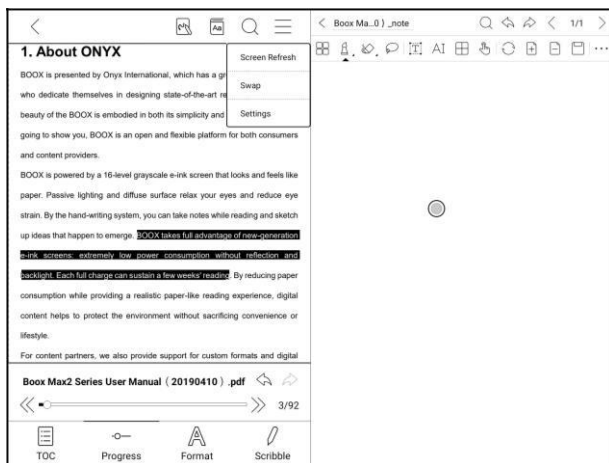 Aa
Boox Ma...0 ) _note
1/1
1. About ONYX
Screen Refresh
Swap
Settings
BOOX is presented by Onyx International, which has a gr
who dedicate themselves in designing state-of-the-art re
beauty of the BOOX is embodied in both its simplicity and
going to show you, BOOX is an open and flexible platform for both consumers
and content providers.
BOOX is powered by a 16-level grayscale e-ink screen that looks and feels like
paper. Passive lighting and diffuse surface relax your eyes and reduce eye
strain. By the hand-writing system, you can take notes while reading and sketch
up ideas that happen to emerge. BOOX takes full advantage of new-generation
e-ink screens: extremely low power consumption without reflection and
backlight. Each full charge can sustain a few weeks' reading. By reducing paper
consumption while providing a realistic paper-like reading experience, digital
content helps to protect the environment without sacrificing convenience or
lifestyle.
For content partners, we also provide support for custom formats and digital
Boox Max2 Series User Manual ( 20190410 ) .pdf
3/92
TOC Progress Format Scribble